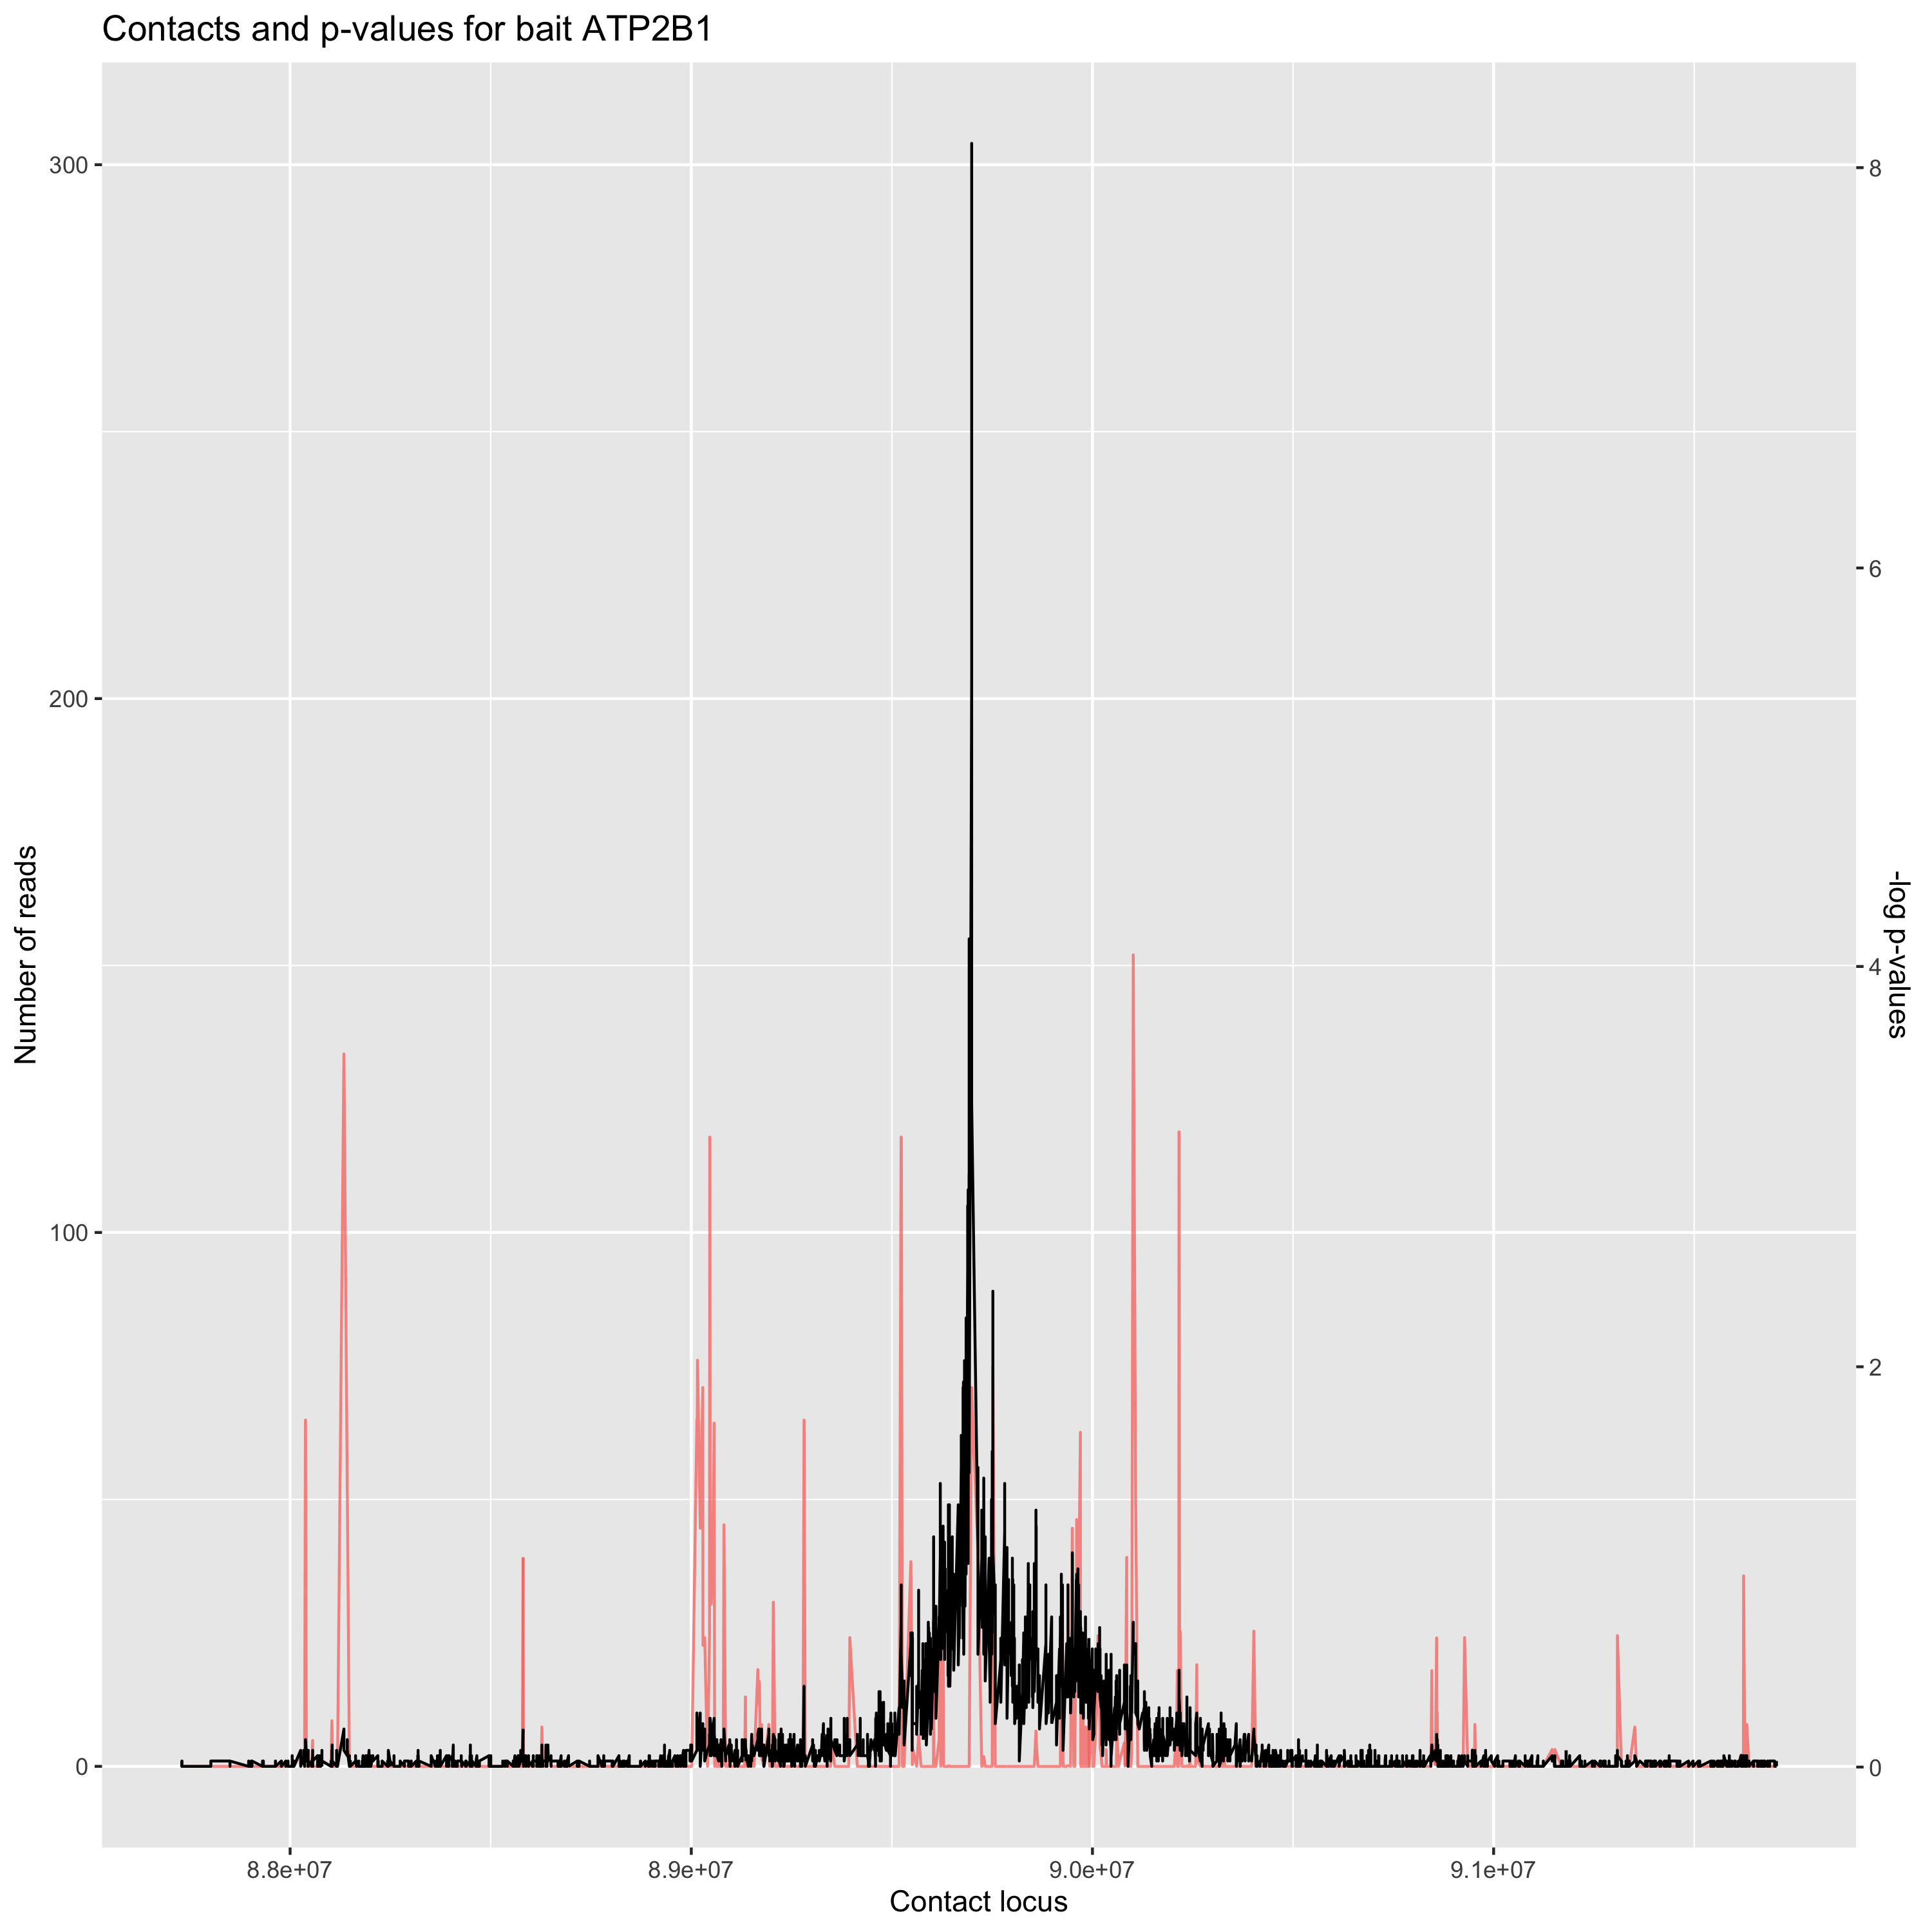 Contacts and p-values for bait ATP2B1
300
200
100
0
Number of reads
8
6
4
2
0
-log p-values
8.8e+07
8.9e+07
9.0e+07
9.1e+07
Contact locus